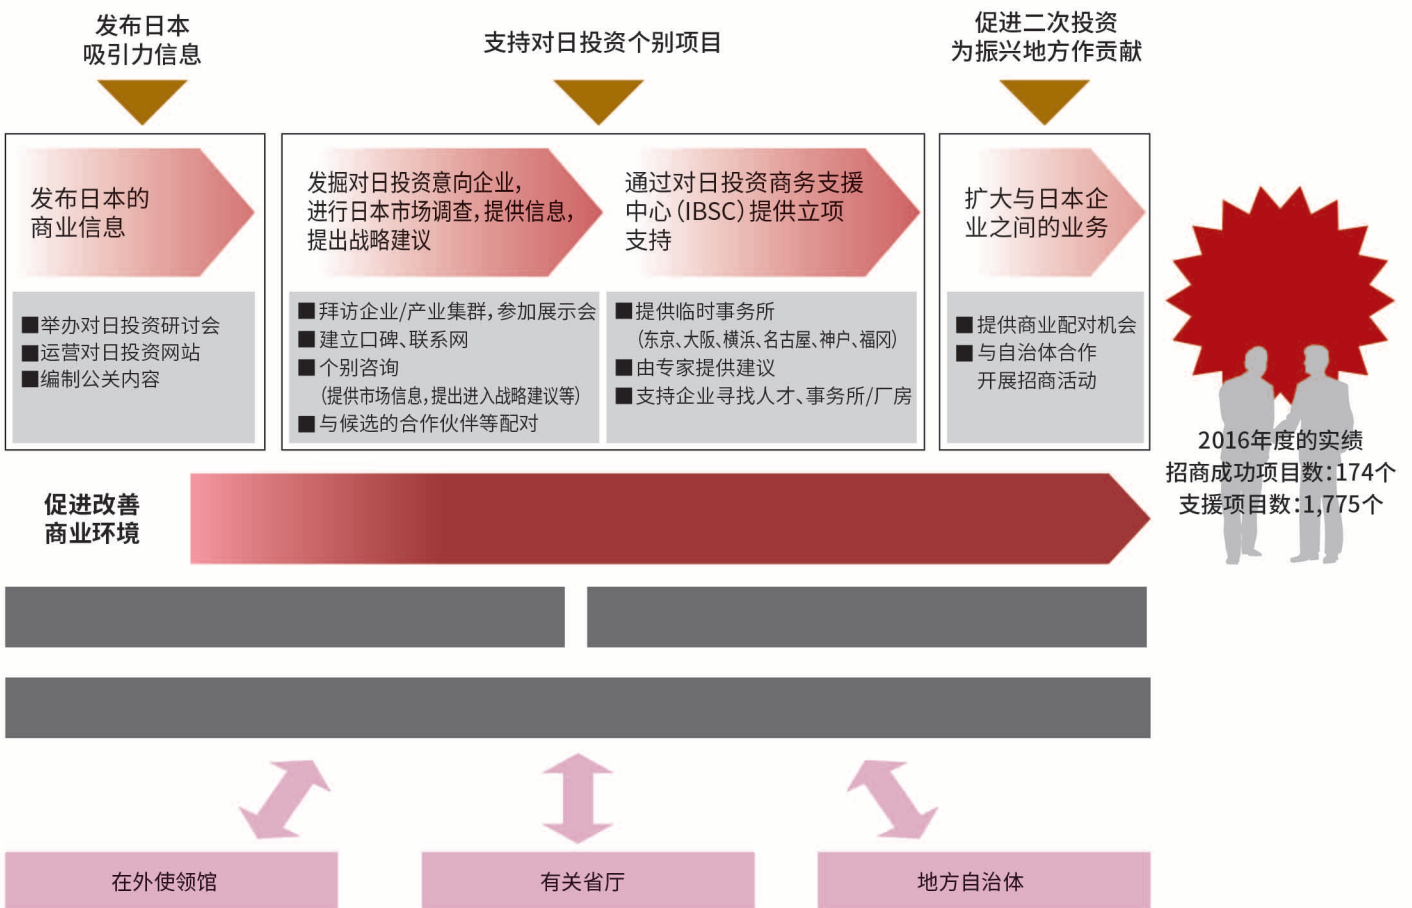 发布日本
吸引力信息
支持对日投资个别项目
促进二次投资
为振兴地方作贡献
发布日本的
商业信息
■举办对日投资研讨会
■运营对日投资网站
■编制公关内容
发掘对日投资意向企业，
进行日本市场调查，提供信息，
提出战略建议
■拜访企业/产业集群，参加展示会
■建立口碑、联系网
■个别咨询
（提供市场信息，提出进入战略建议等）
■与候选的合作伙伴等配对
通过对日投资商务支援
中心（IBSC）提供立项
支持
■提供临时事务所
（东京、大阪、横浜、名古屋、神户、福冈）
■由专家提供建议
■支持企业寻找人才、事务所/厂房
扩大与日本企
业之间的业务
■提供商业配对机会
■与自治体合作
开展招商活动
2016年度的实绩
招商成功项目数：174个
支援项目数：1,775个
促进改善
商业环境
在外使领馆
有关省厅
地方自治体